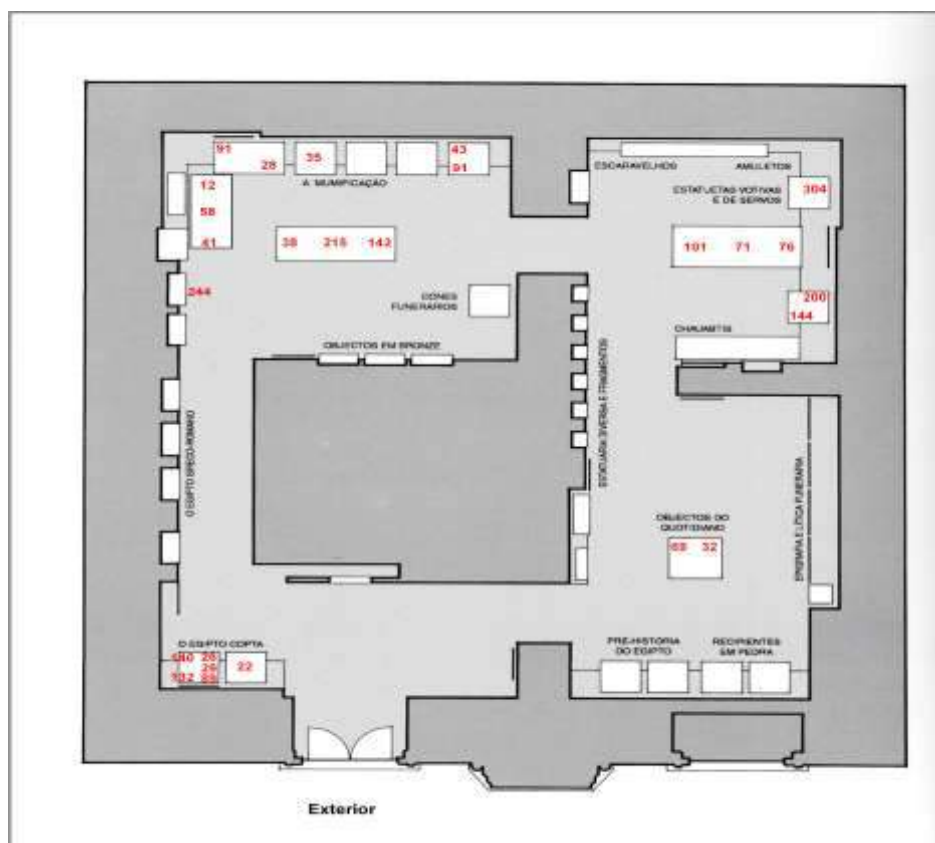 91
28
35
43
91
A MUMIFICAÇÃO
12
58
41
38 215 142
244
CONES
FUNERÁRIOS
OBJECTOS EM BRONZE
O EGIPTO GRECO-ROMANO
ESCARAVELHOS
AMULETOS
ESTATUETAS VOTIVAS
E DE SERVOS
304
101 71 76
200
144
CHAUABTIS
ESTATUÁRIA DIVERSA E FRAGMENTOS
OBJECTOS DO
QUOTIDIANO
32
EPIGRAFIA E LÍTICA FUNERÁRIA
O EGIPTO COPTA
132
22
PRÉ-HISTÓRIA
DO EGIPTO
RECIPIENTES
EM PEDRA
Exterior